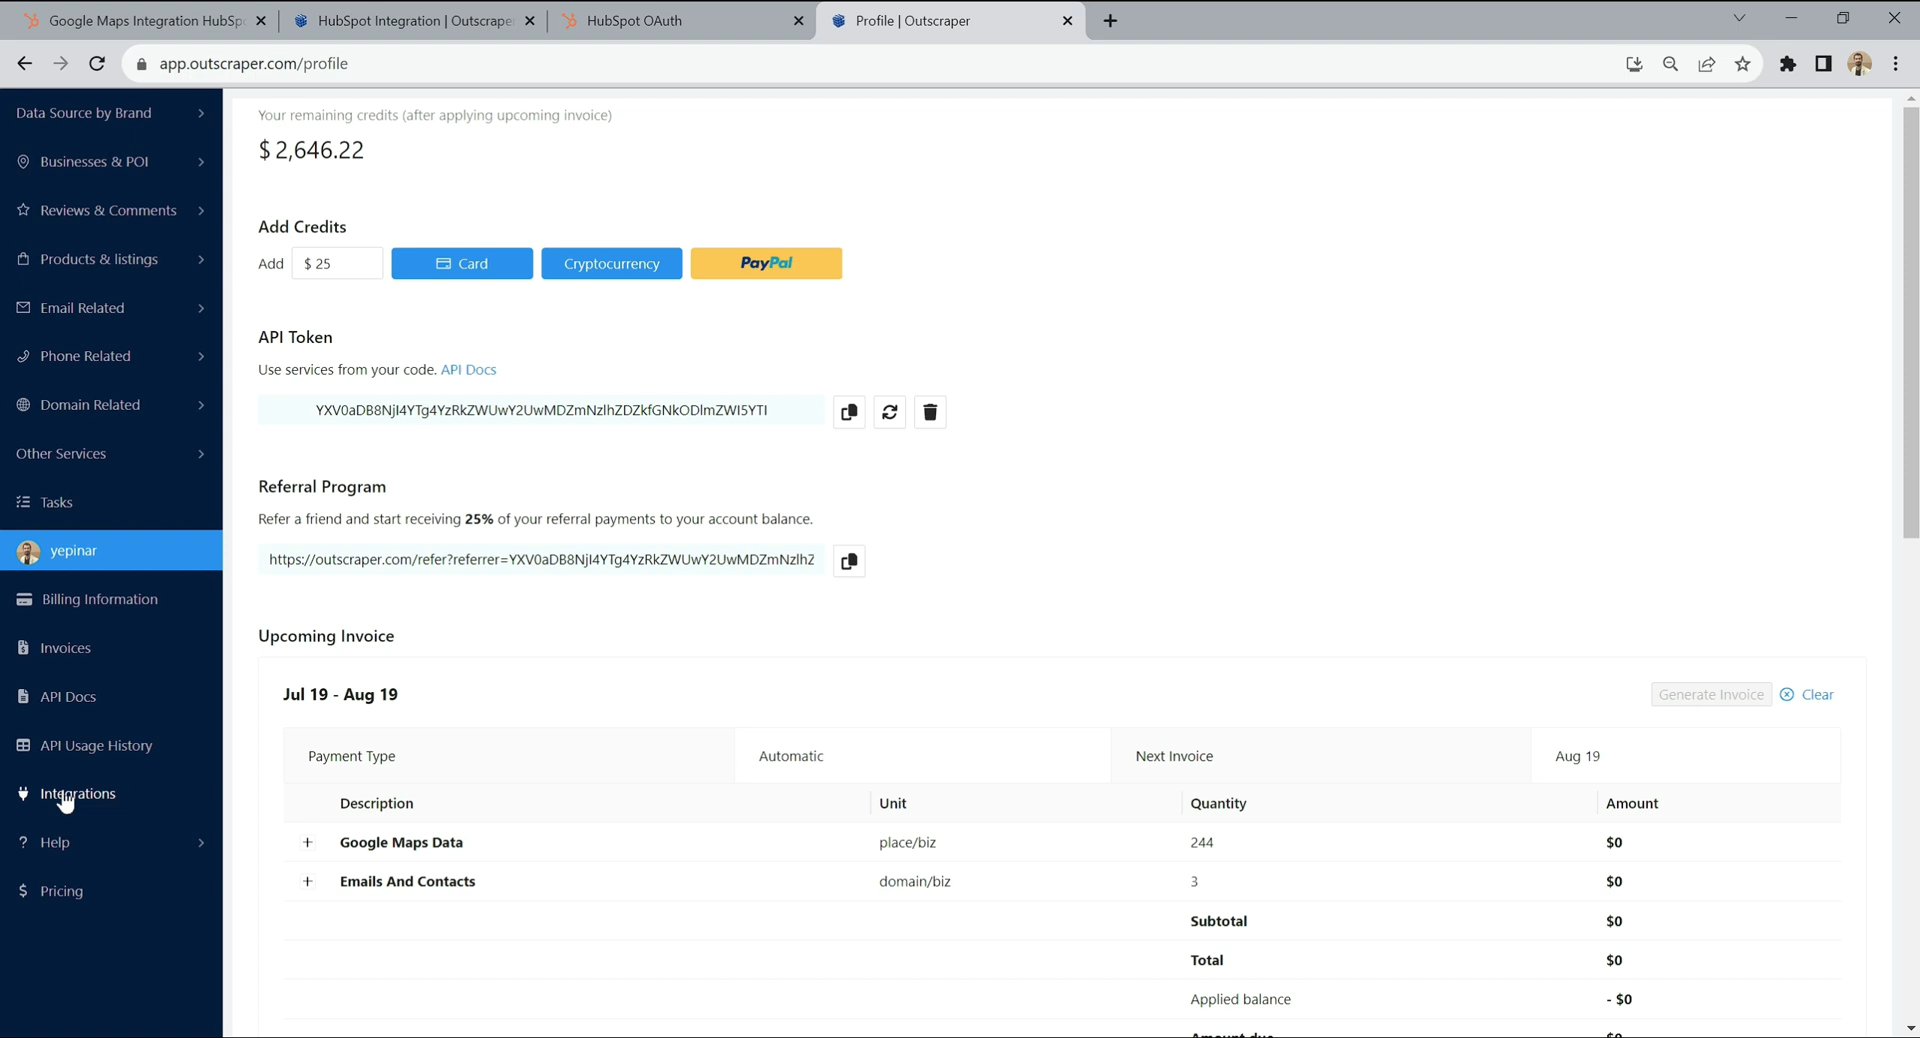 Google Maps Integration HubSpo
HubSpot Integration | Outscrape
HubSpot OAuth
Profile | Outscraper
app.outscraper.com/profile
Data Source by Brand
Businesses & POI
Reviews & Comments
Products & listings
Email Related
Phone Related
Domain Related
Other Services
Tasks
yepinar
Billing Information
Invoices
API Docs
API Usage History
Integrations
? Help
$ Pricing
Your remaining credits (after applying upcoming invoice)
$ 2,646.22
Add Credits
Add $ 25 Card Cryptocurrency PayPal
API Token
Use services from your code. API Docs
YXV0aDB8NjI4YTg4YzRkZWUwY2UwMDZmNzlhZDZkfGNkODlmZWI5YTI
Referral Program
Refer a friend and start receiving 25% of your referral payments to your account balance.
https://outscraper.com/refer?referrer=YXV0aDB8NjI4YTg4YzRkZWUwY2UwMDZmNzlhZ
Upcoming Invoice
Jul 19 - Aug 19
Generate Invoice Clear
Payment Type Automatic Next Invoice Aug 19
Description Unit Quantity Amount
+ Google Maps Data place/biz 244 $0
+ Emails And Contacts domain/biz 3 $0
Subtotal $0
Total $0
Applied balance - $0
Amount due $0